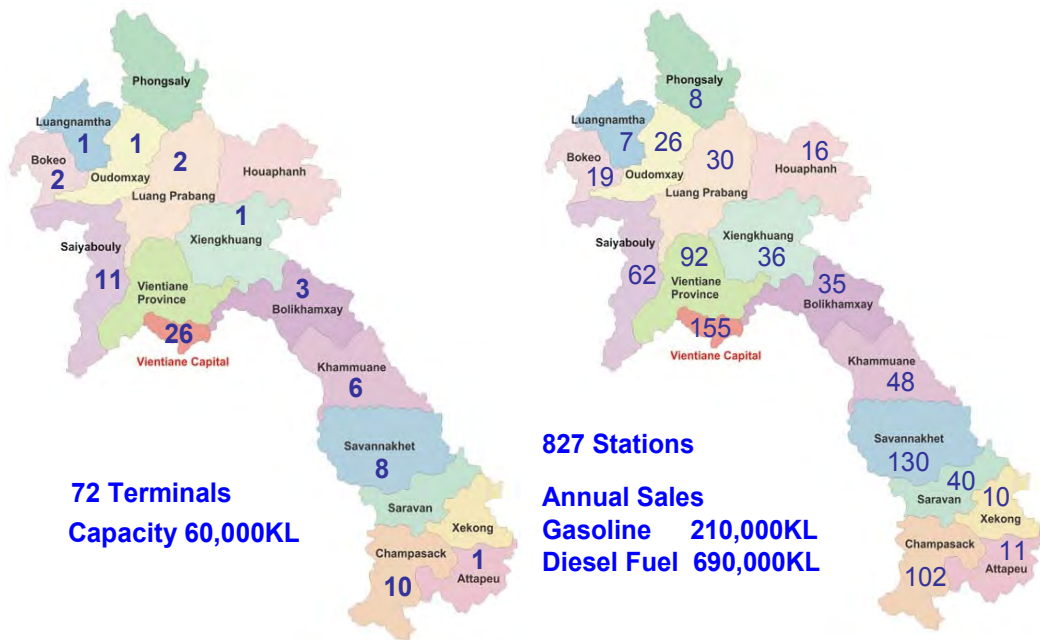 Phongsaly
Luangnamtha
1
1
Bokeo
2
Oudomxay
2
Luang Prabang
Houaphanh
1
Xiengkhuang
Saiyabouly
11
Vientiane
Province
3
Bolikhamxay
26
Vientiane Capital
Khammuane
6
Savannakhet
8
Saravan
Xekong
Champasack
10
1
Attapeu
72 Terminals
Capacity 60,000KL
Phongsaly
8
Luangnamtha
7
26
Bokeo
19
Oudomxay
30
Luang Prabang
16
Houaphanh
Xiengkhuang
36
Saiyabouly
62
92
Vientiane
Province
35
Bolikhamxay
155
Vientiane Capital
Khammuane
48
Savannakhet
130
40
Saravan
10
Xekong
Champasack
102
11
Attapeu
827 Stations
Annual Sales
Gasoline 210,000KL
Diesel Fuel 690,000KL